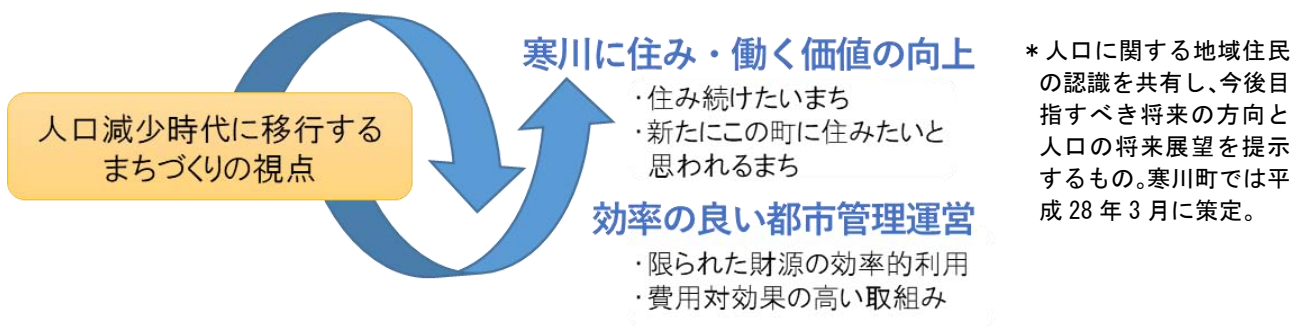 人口減少時代に移行する
まちづくりの視点
寒川に住み・働く価値の向上
・住み続けたいまち
・新たにこの町に住みたいと
思われるまち
効率の良い都市管理運営
・限られた財源の効率的利用
・費用対効果の高い取組み
＊人口に関する地域住民
の認識を共有し、今後目
指すべき将来の方向と
人口の将来展望を提示
するもの。寒川町では平
成 28 年 3 月に策定。